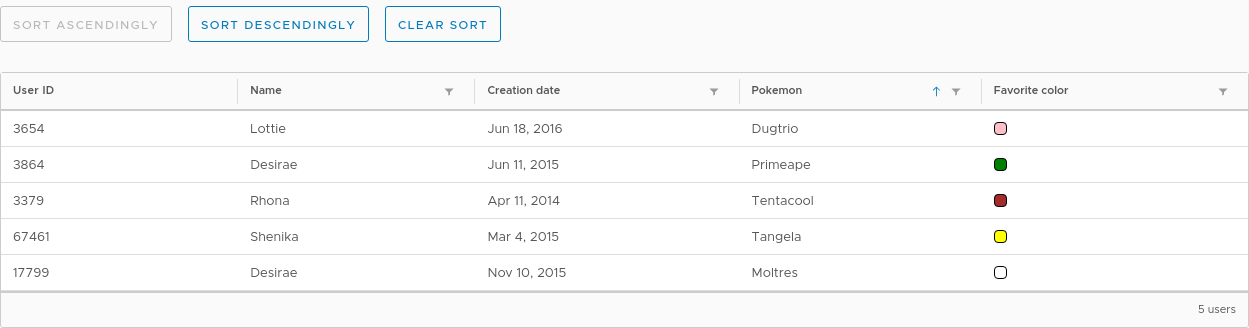 SORT ASCENDINGLY SORT DESCENDINGLY CLEAR SORT
User ID Name Creation date Pokemon Favorite color
3654 Lottie Jun 18, 2016 Dugtrio
3864 Desirae Jun 11, 2015 Primeape
3379 Rhona Apr 11, 2014 Tentacool
67461 Shenika Mar 4, 2015 Tangela
17799 Desirae Nov 10, 2015 Moltres
5 users